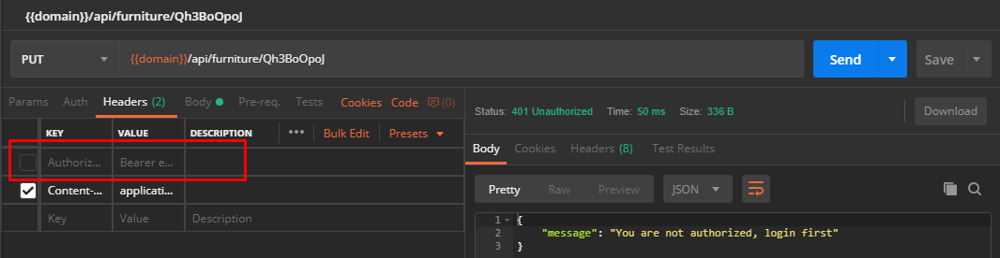 {{domain}}/api/furniture/Qh3BoOpoJ
PUT {{domain}}/api/furniture/Qh3BoOpoJ Send Save
Params Auth Headers (2) Body Pre-req. Tests Cookies Code (0)
KEY VALUE DESCRIPTION ••• Bulk Edit Presets
Authoriz... Bearer e...
Content-... applicati...
Key Value Description
Status: 401 Unauthorized Time: 50 ms Size: 336 B Download
Body Cookies Headers (8) Test Results
Pretty Raw Preview JSON
1 {
2 "message": "You are not authorized, login first"
3 }